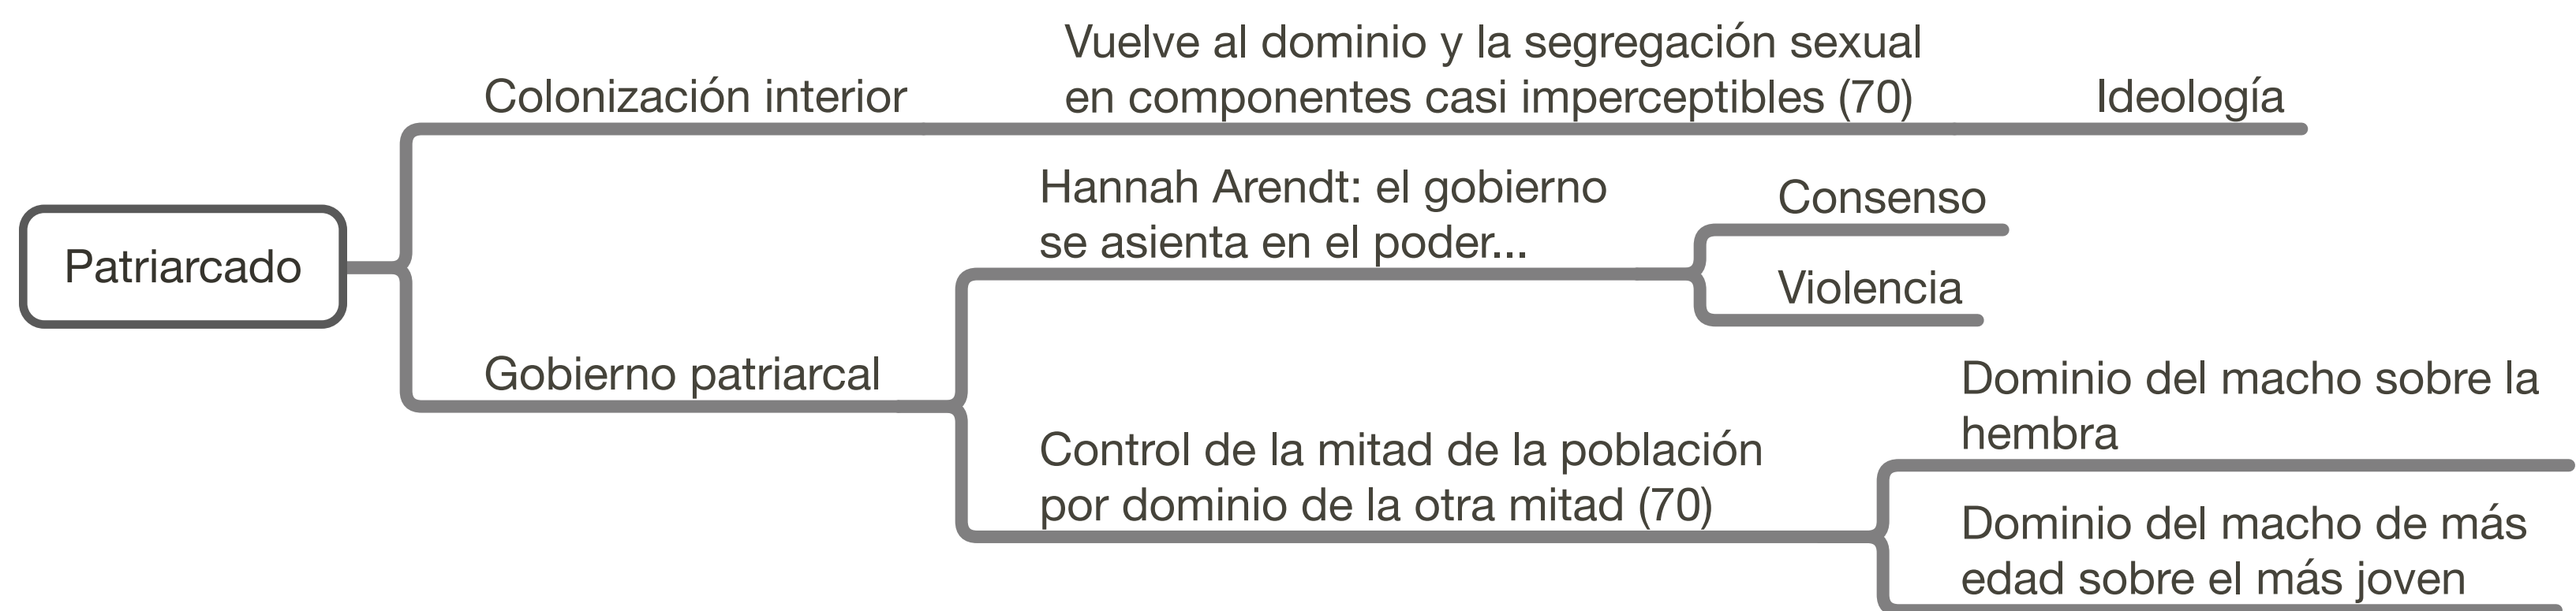 Patriarcado
Colonización interior
Vuelve al dominio y la segregación sexual
en componentes casi imperceptibles (70)
Ideología
Gobierno patriarcal
Hannah Arendt: el gobierno
se asienta en el poder...
Consenso
Violencia
Control de la mitad de la población
por dominio de la otra mitad (70)
Dominio del macho sobre la
hembra
Dominio del macho de más
edad sobre el más joven